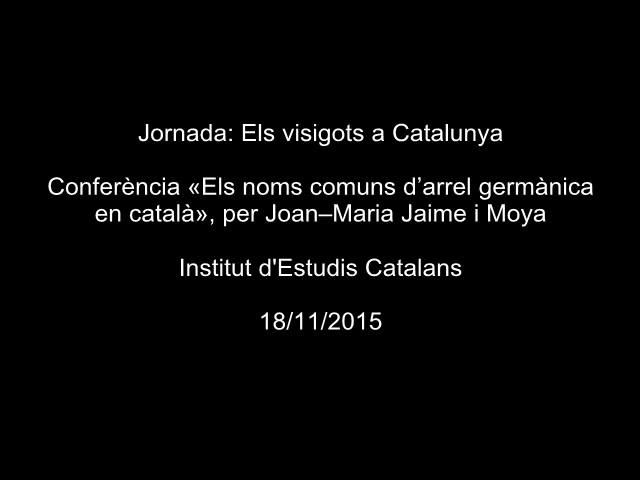 Jornada: Els visigots a Catalunya
Conferència «Els noms comuns d’arrel germànica
en català», per Joan–Maria Jaime i Moya
Institut d'Estudis Catalans
18/11/2015